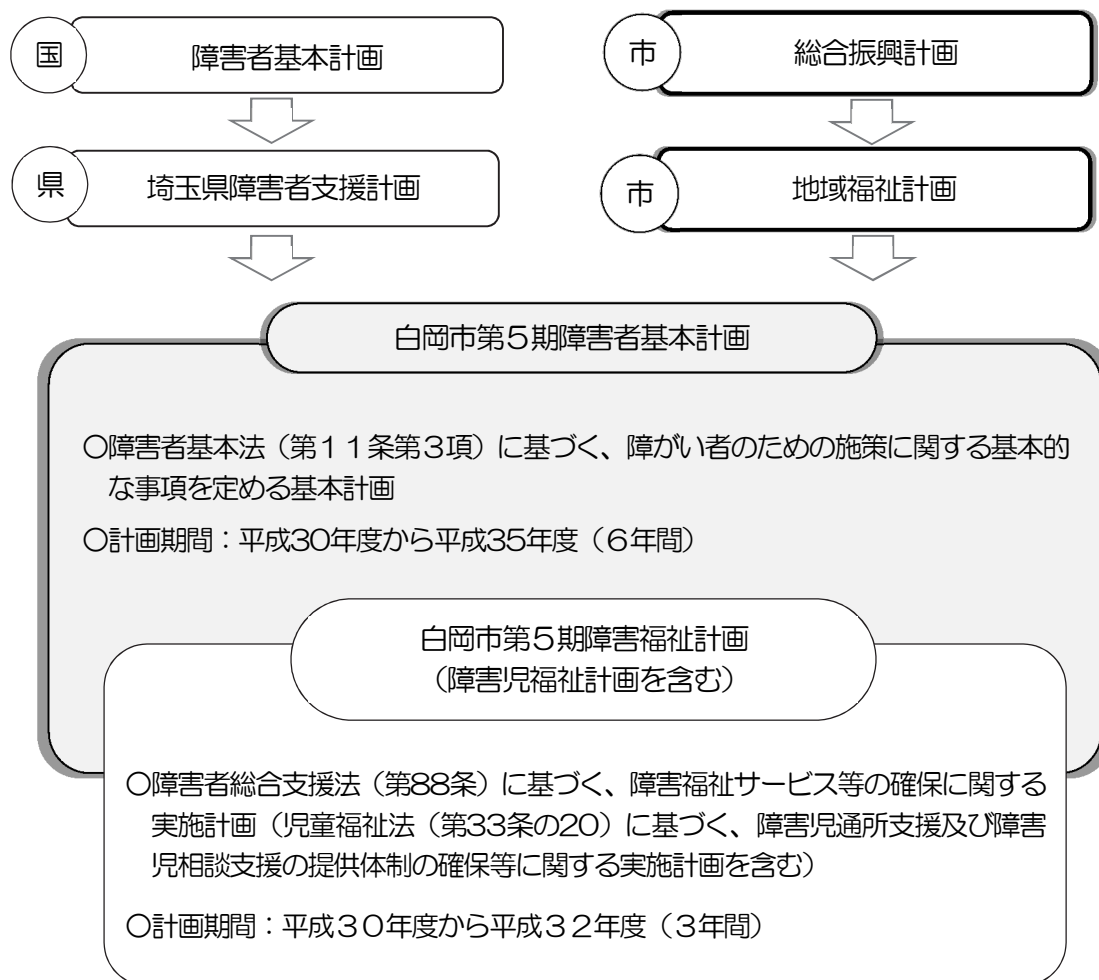 国
障害者基本計画
市
総合振興計画
県
埼玉県障害者支援計画
市
地域福祉計画
白岡市第5期障害者基本計画
〇障害者基本法（第１１条第３項）に基づく、障がい者のための施策に関する基本的
な事項を定める基本計画
〇計画期間：平成30年度から平成35年度（６年間）
白岡市第5期障害福祉計画
（障害児福祉計画を含む）
〇障害者総合支援法（第88条）に基づく、障害福祉サービス等の確保に関する
実施計画（児童福祉法（第33条の20）に基づく、障害児通所支援及び障害
児相談支援の提供体制の確保等に関する実施計画を含む）
〇計画期間：平成３０年度から平成３２年度（３年間）